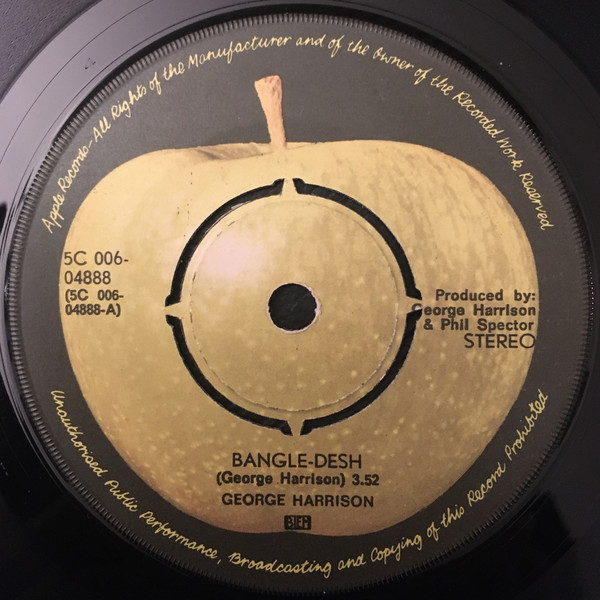 Apple Records-All Rights of the Manufacturer and of the Owner of the Recorded Work Reserved
5C 006-
04888
(5C 006-
04888-A)
Produced by:
George Harrison
& Phil Spector
STEREO
BANGLE-DESH
(George Harrison) 3.52
GEORGE HARRISON
BIEM
Unauthorised Public Performance, Broadcasting and Copying of this Record Prohibited